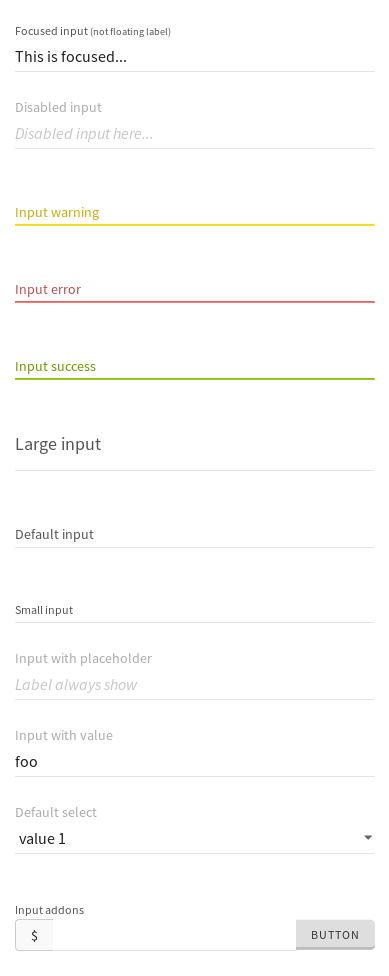 Focused input (not floating label)
This is focused...
Disabled input
Disabled input here...
Input warning
Input error
Input success
Large input
Default input
Small input
Input with placeholder
Label always show
Input with value
foo
Default select
value 1
Input addons
$ BUTTON